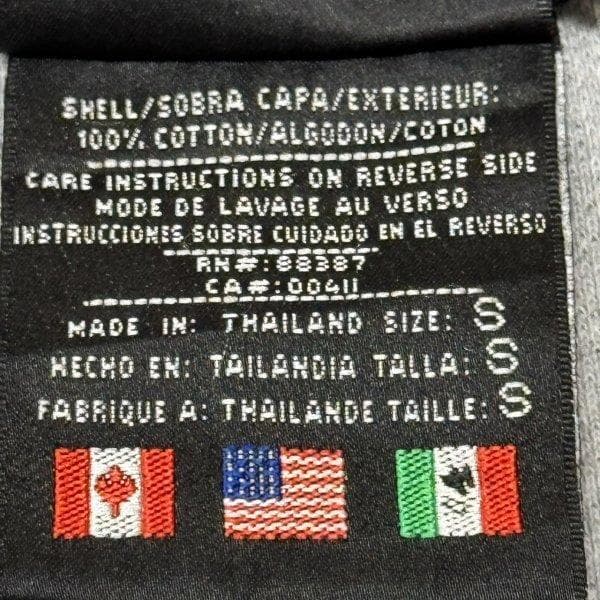 SHELL/SOBRA CAPA/EXTERIEUR:
100% COTTON/ALGODON/COTON
CARE INSTRUCTIONS ON REVERSE SIDE
MODE DE LAVAGE AU VERSO
INSTRUCCIONES SOBRE CUIDADO EN EL REVERSO
RN#:88387
CA#:00411
MADE IN: THAILAND SIZE: S
HECHO EN: TAILANDIA TALLA: S
FABRIQUE A: THAILANDE TAILLE: S